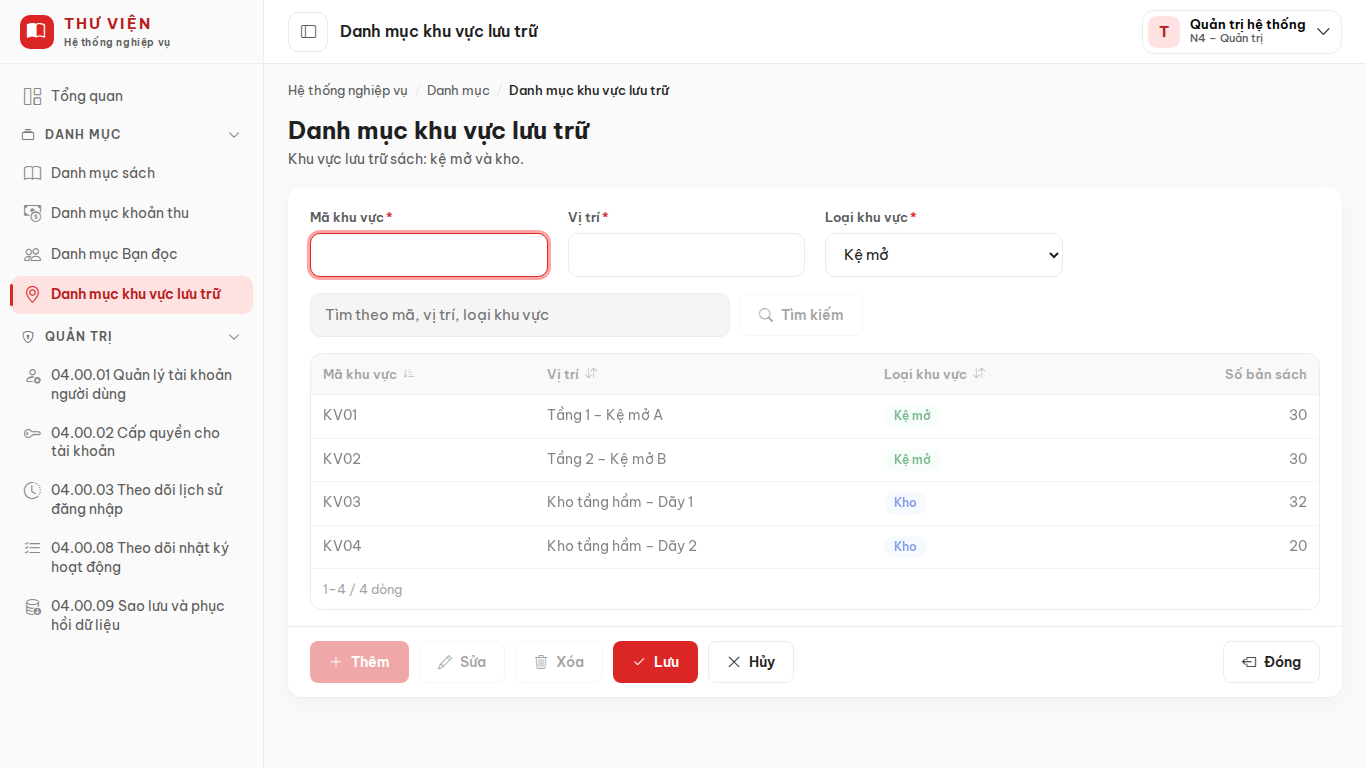 THƯ VIỆN
Hệ thống nghiệp vụ
Danh mục khu vực lưu trữ
T
Quản trị hệ thống
N4 – Quản trị
Tổng quan
DANH MỤC
Danh mục sách
Danh mục khoản thu
Danh mục Bạn đọc
Danh mục khu vực lưu trữ
QUẢN TRỊ
04.00.01 Quản lý tài khoản
người dùng
04.00.02 Cấp quyền cho
tài khoản
04.00.03 Theo dõi lịch sử
đăng nhập
04.00.08 Theo dõi nhật ký
hoạt động
04.00.09 Sao lưu và phục
hồi dữ liệu
Hệ thống nghiệp vụ / Danh mục / Danh mục khu vực lưu trữ
Danh mục khu vực lưu trữ
Khu vực lưu trữ sách: kệ mở và kho.
Mã khu vực * Vị trí * Loại khu vực *
Kệ mở
Tìm theo mã, vị trí, loại khu vực Tìm kiếm
Mã khu vực Vị trí Loại khu vực Số bản sách
KV01 Tầng 1 – Kệ mở A Kệ mở 30
KV02 Tầng 2 – Kệ mở B Kệ mở 30
KV03 Kho tầng hầm – Dãy 1 Kho 32
KV04 Kho tầng hầm – Dãy 2 Kho 20
1–4 / 4 dòng
Thêm Sửa Xóa Lưu Hủy Đóng